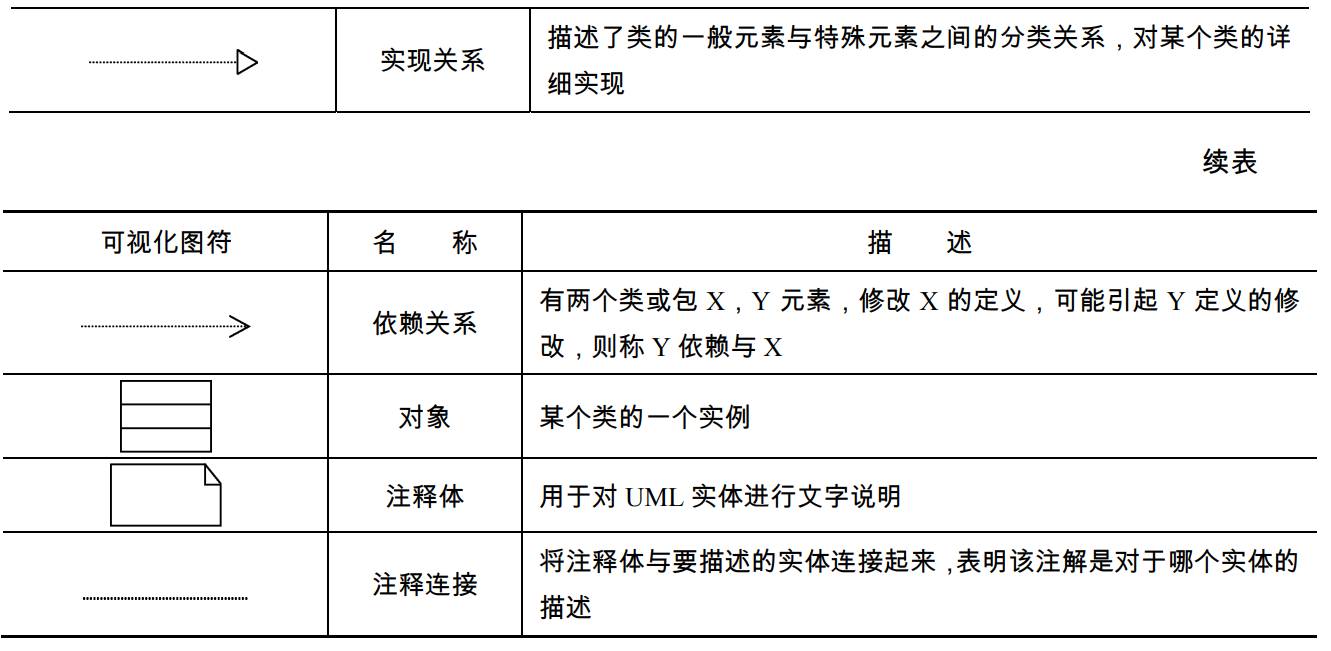 实现关系
描述了类的一般元素与特殊元素之间的分类关系，对某个类的详
细实现
续表
可视化图符 名 称 描 述
依赖关系
有两个类或包 X，Y 元素，修改 X 的定义，可能引起 Y 定义的修
改，则称 Y 依赖与 X
对象 某个类的一个实例
注释体 用于对 UML 实体进行文字说明
注释连接
将注释体与要描述的实体连接起来，表明该注解是对于哪个实体的
描述